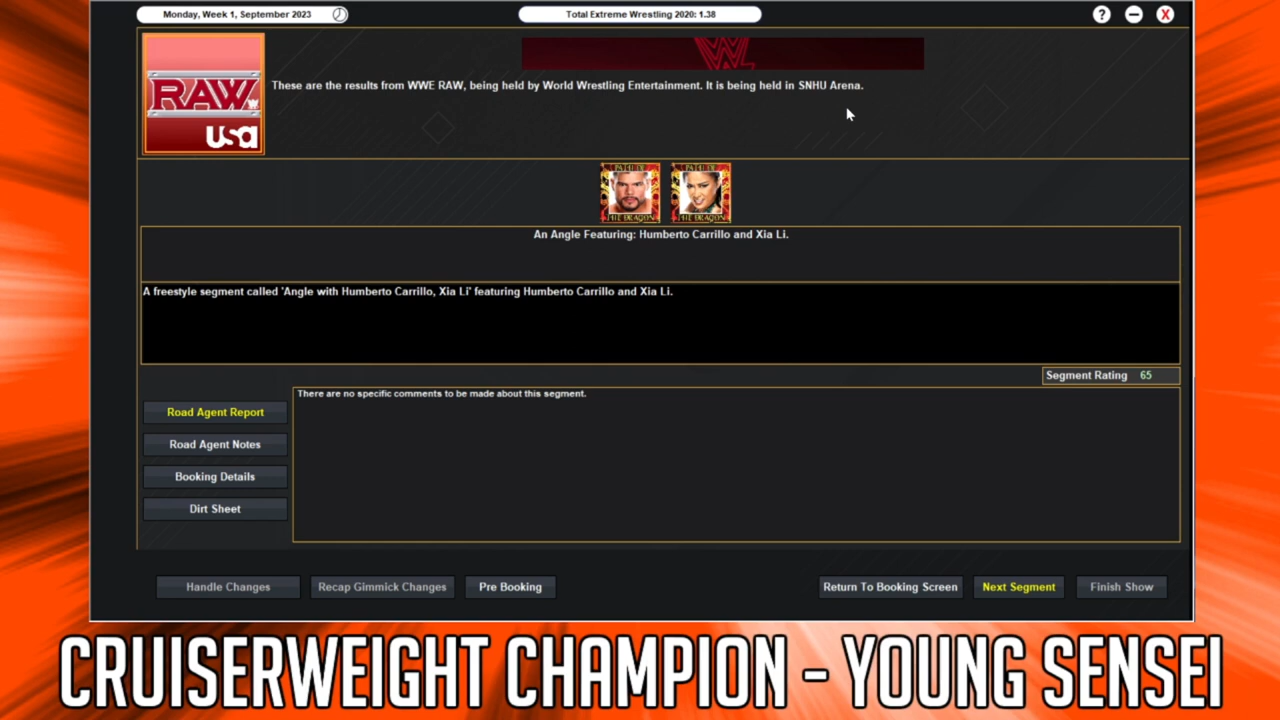 Monday, Week 1, September 2023
Total Extreme Wrestling 2020: 1.38
?
X
RAW
W
USA
W
These are the results from WWE RAW, being held by World Wrestling Entertainment. It is being held in SNHU Arena.
THE DRAGON
THE DRAGON
An Angle Featuring: Humberto Carrillo and Xia Li.
A freestyle segment called 'Angle with Humberto Carrillo, Xia Li' featuring Humberto Carrillo and Xia Li.
Segment Rating 65
There are no specific comments to be made about this segment.
Road Agent Report
Road Agent Notes
Booking Details
Dirt Sheet
Handle Changes
Recap Gimmick Changes
Pre Booking
Return To Booking Screen
Next Segment
Finish Show
CRUISERWEIGHT CHAMPION - YOUNG SENSEI